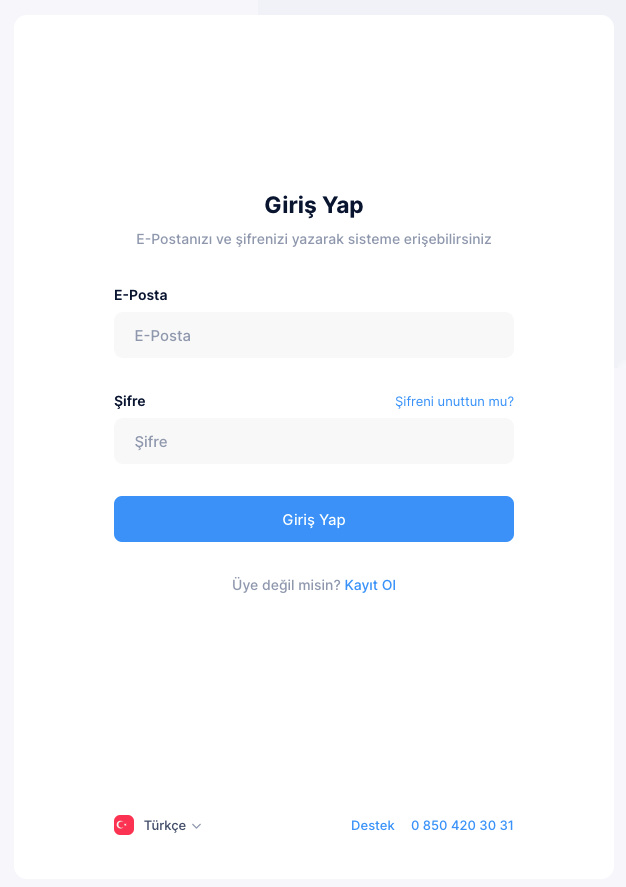 Giriş Yap
E-Postanızı ve şifrenizi yazarak sisteme erişebilirsiniz
E-Posta
E-Posta
Şifre Şifreni unuttun mu?
Şifre
Giriş Yap
Üye değil misin? Kayıt Ol
Türkçe Destek 0 850 420 30 31